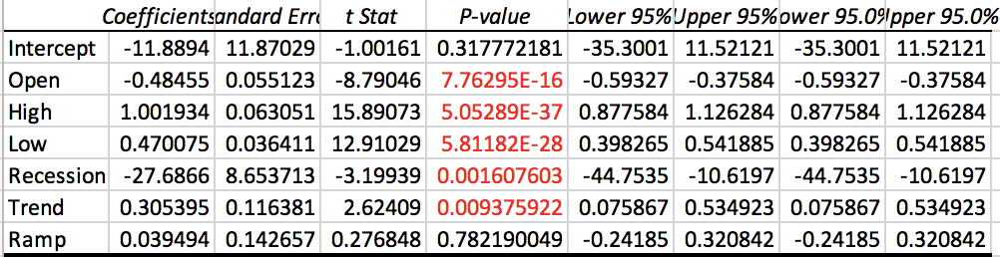 Coefficients andard Erro t Stat P-value Lower 95% Upper 95% ower 95.0% pper 95.0%
Intercept -11.8894 11.87029 -1.00161 0.317772181 -35.3001 11.52121 -35.3001 11.52121
Open -0.48455 0.055123 -8.79046 7.76295E-16 -0.59327 -0.37584 -0.59327 -0.37584
High 1.001934 0.063051 15.89073 5.05289E-37 0.877584 1.126284 0.877584 1.126284
Low 0.470075 0.036411 12.91029 5.81182E-28 0.398265 0.541885 0.398265 0.541885
Recession -27.6866 8.653713 -3.19939 0.001607603 -44.7535 -10.6197 -44.7535 -10.6197
Trend 0.305395 0.116381 2.62409 0.009375922 0.075867 0.534923 0.075867 0.534923
Ramp 0.039494 0.142657 0.276848 0.782190049 -0.24185 0.320842 -0.24185 0.320842